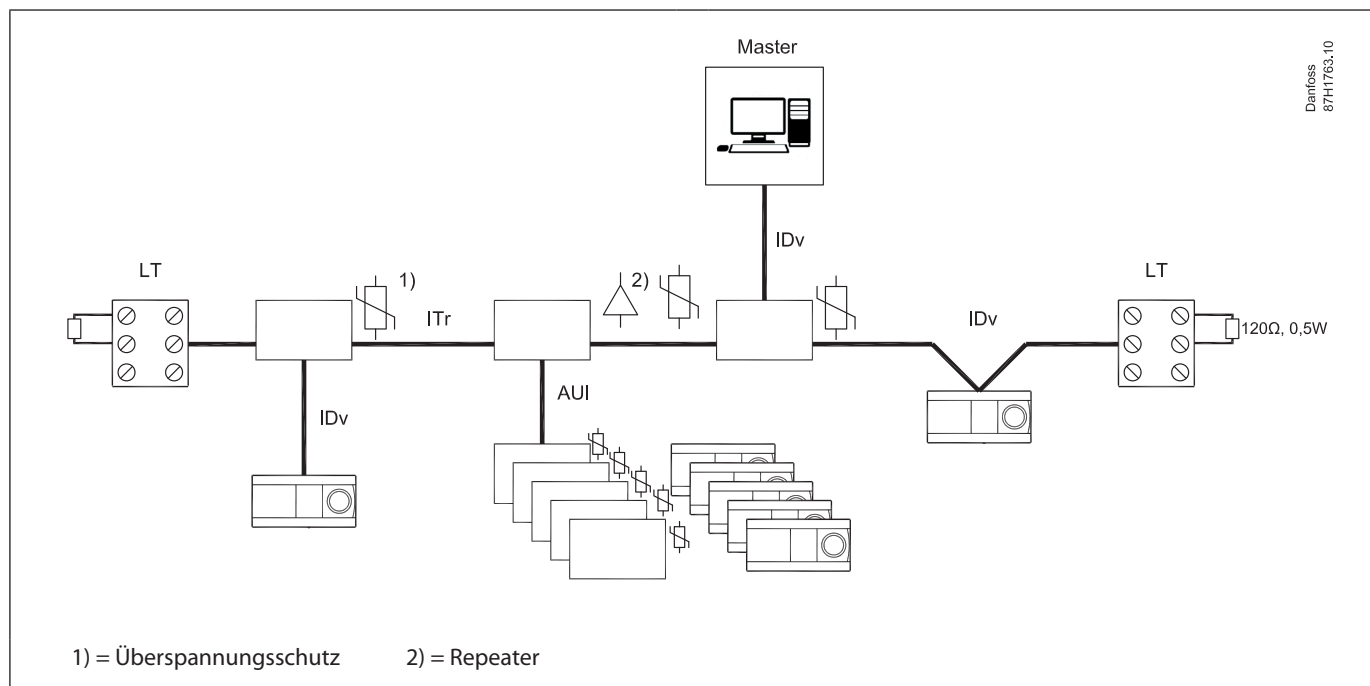 Master
Danfoss
87H1763.10
IDv
LT
1)
2)
LT
ITr
IDv
120Ω, 0,5W
AUI
IDv
1) = Überspannungsschutz 2) = Repeater